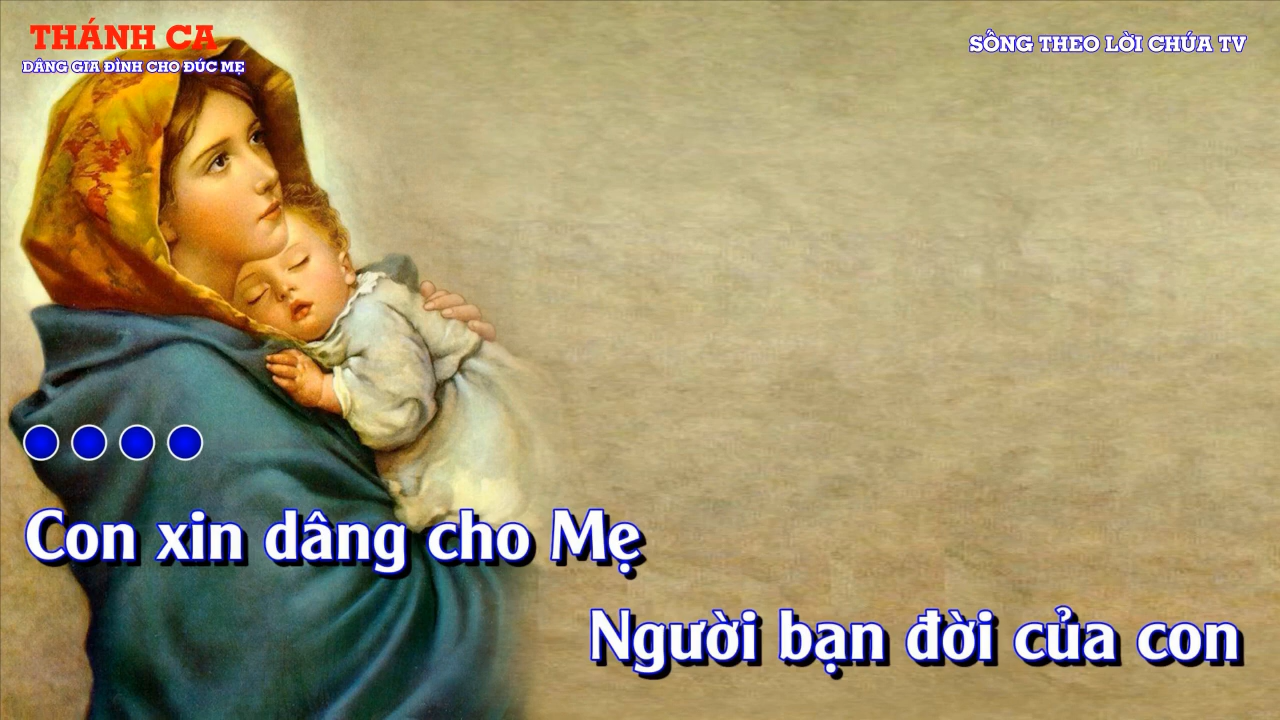 THÁNH CA
DÂNG GIA ĐÌNH CHO ĐỨC MẸ
SỐNG THEO LỜI CHÚA TV
Con xin dâng cho Mẹ
Người bạn đời của con